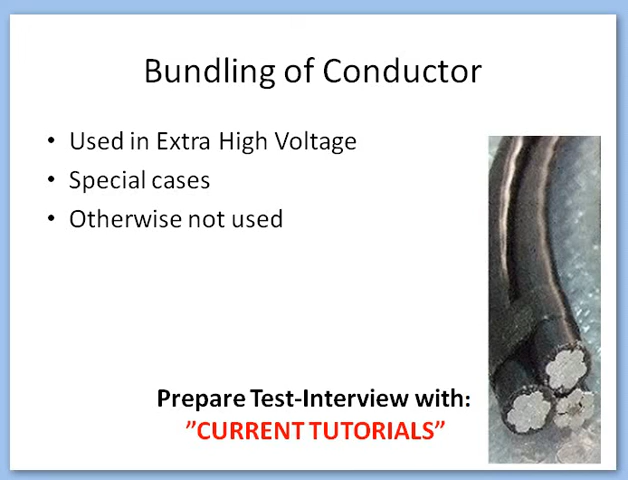 Bundling of Conductor
• Used in Extra High Voltage
• Special cases
• Otherwise not used
Prepare Test-Interview with:
”CURRENT TUTORIALS”